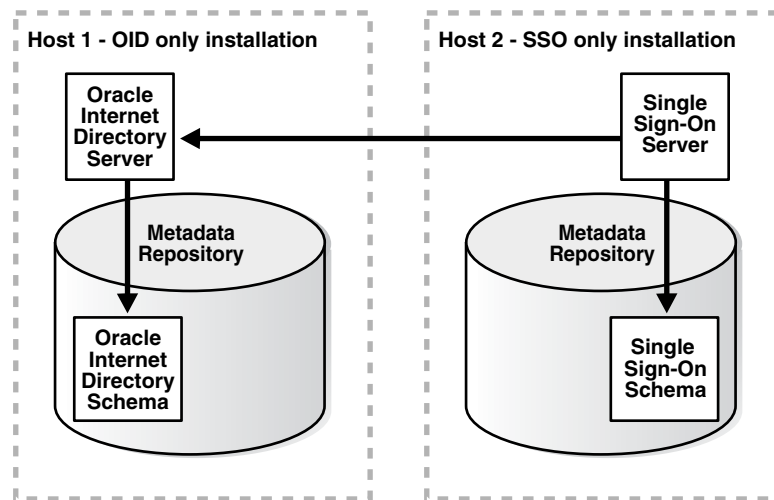 Host 1 - OID only installation
Oracle
Internet
Directory
Server
Metadata
Repository
Oracle
Internet
Directory
Schema
Host 2 - SSO only installation
Single
Sign-On
Server
Metadata
Repository
Single
Sign-On
Schema